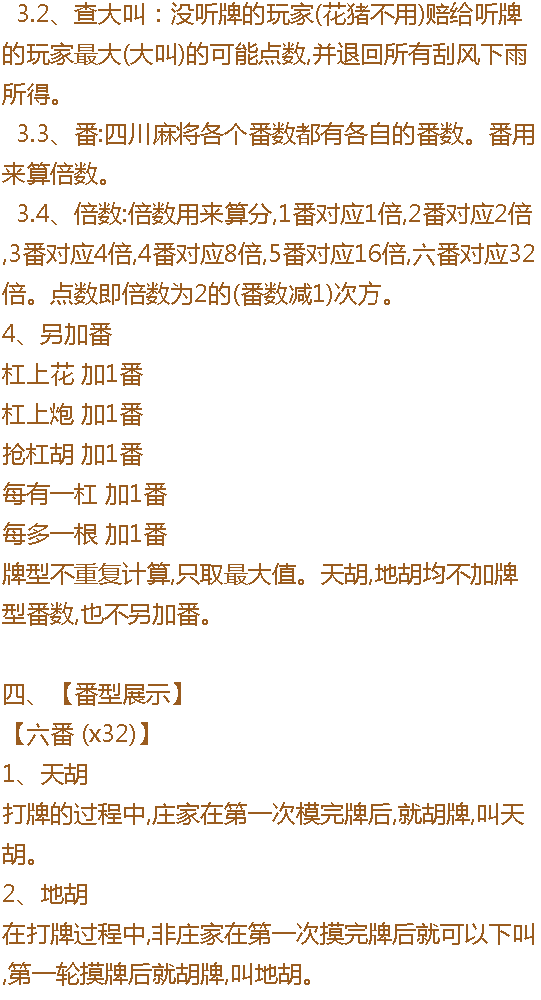 3.2、查大叫：没听牌的玩家(花猪不用)赔给听牌
的玩家最大(大叫)的可能点数,并退回所有刮风下雨
所得。
3.3、番:四川麻将各个番数都有各自的番数。番用
来算倍数。
3.4、倍数:倍数用来算分,1番对应1倍,2番对应2倍
,3番对应4倍,4番对应8倍,5番对应16倍,六番对应32
倍。点数即倍数为2的(番数减1)次方。
4、另加番
杠上花 加1番
杠上炮 加1番
抢杠胡 加1番
每有一杠 加1番
每多一根 加1番
牌型不重复计算,只取最大值。天胡,地胡均不加牌
型番数,也不另加番。
四、【番型展示】
【六番 (x32)】
1、天胡
打牌的过程中,庄家在第一次模完牌后,就胡牌,叫天
胡。
2、地胡
在打牌过程中,非庄家在第一次摸完牌后就可以下叫
,第一轮摸牌后就胡牌,叫地胡。